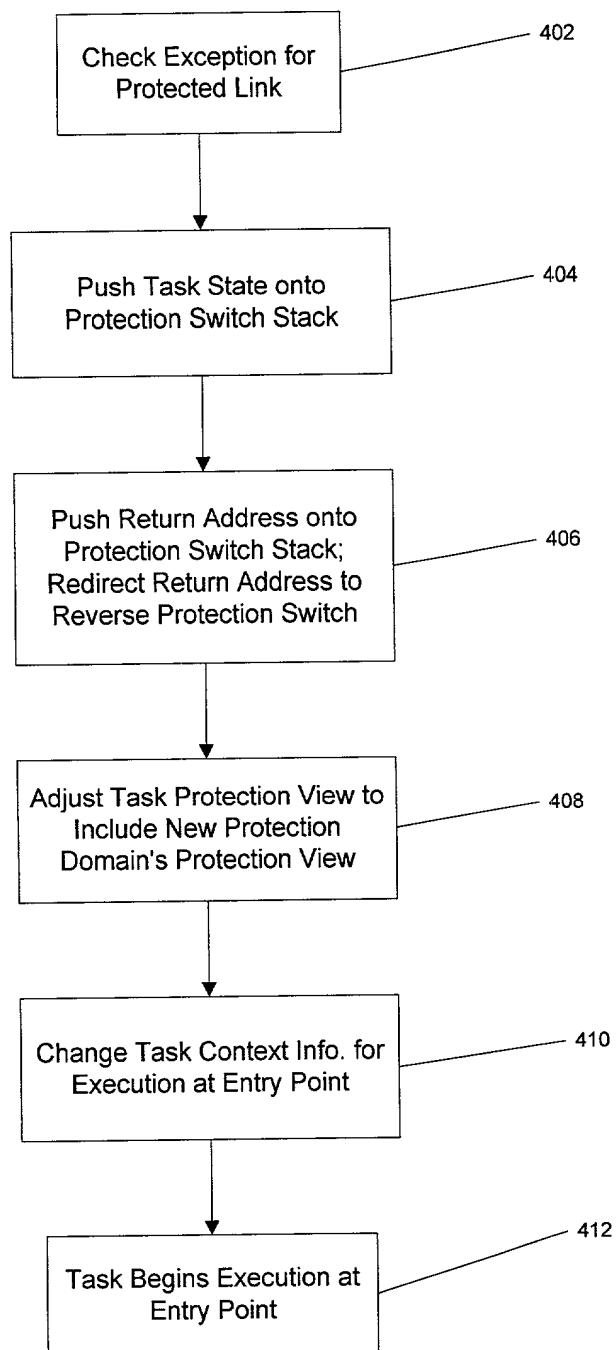 Check Exception for
Protected Link
402
Push Task State onto
Protection Switch Stack
404
Push Return Address onto
Protection Switch Stack;
Redirect Return Address to
Reverse Protection Switch
406
Adjust Task Protection View to
Include New Protection
Domain's Protection View
408
Change Task Context Info. for
Execution at Entry Point
410
Task Begins Execution at
Entry Point
412